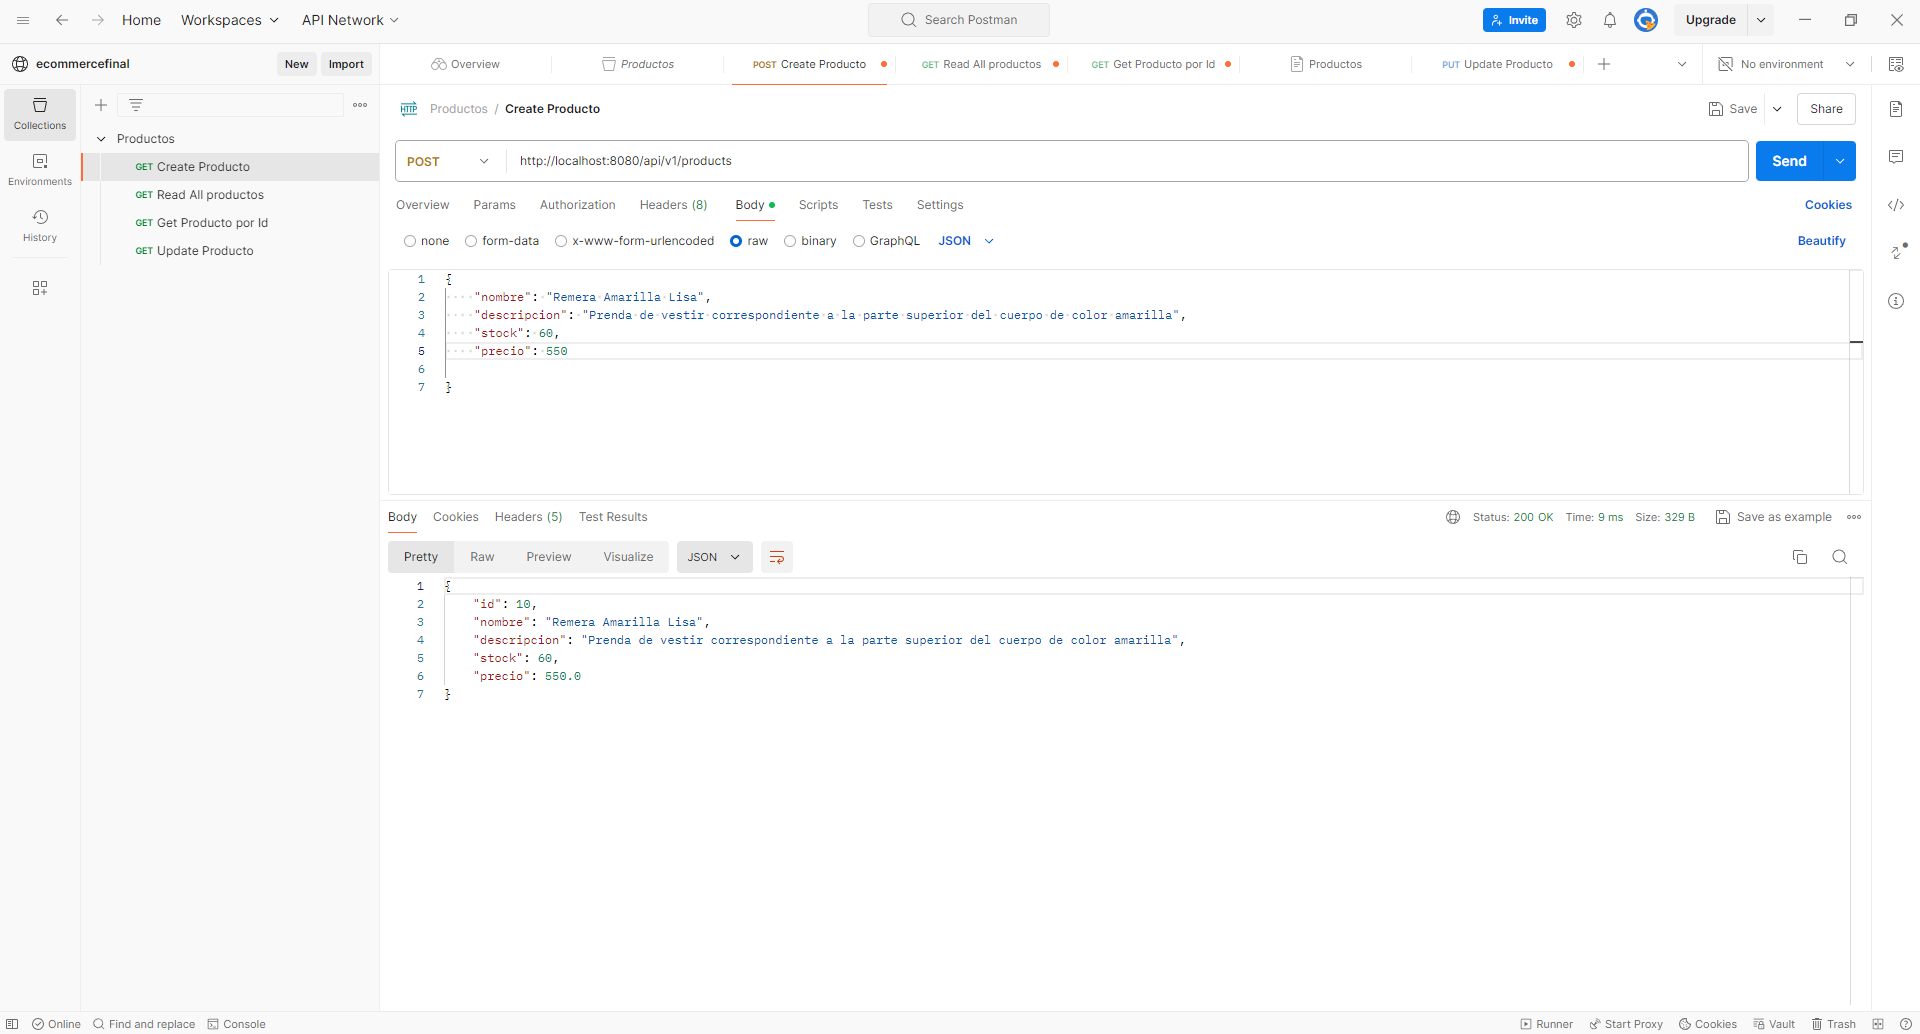 Home Workspaces API Network Search Postman Invite Upgrade
ecommercefinal New Import Overview Productos POST Create Producto GET Read All productos GET Get Producto por Id Productos PUT Update Producto No environment
Collections
Environments
History
Productos
GET Create Producto
GET Read All productos
GET Get Producto por Id
GET Update Producto
HTTP Productos / Create Producto Save Share
POST http://localhost:8080/api/v1/products Send
Overview Params Authorization Headers (8) Body Scripts Tests Settings Cookies
none form-data x-www-form-urlencoded raw binary GraphQL JSON Beautify
1 {
2 "nombre": "Remera Amarilla Lisa",
3 "descripcion": "Prenda de vestir correspondiente a la parte superior del cuerpo de color amarilla",
4 "stock": 60,
5 "precio": 550
6
7 }
Body Cookies Headers (5) Test Results Status: 200 OK Time: 9 ms Size: 329 B Save as example
Pretty Raw Preview Visualize JSON
1 {
2 "id": 10,
3 "nombre": "Remera Amarilla Lisa",
4 "descripcion": "Prenda de vestir correspondiente a la parte superior del cuerpo de color amarilla",
5 "stock": 60,
6 "precio": 550.0
7 }
Online Find and replace Console Runner Start Proxy Cookies Vault Trash